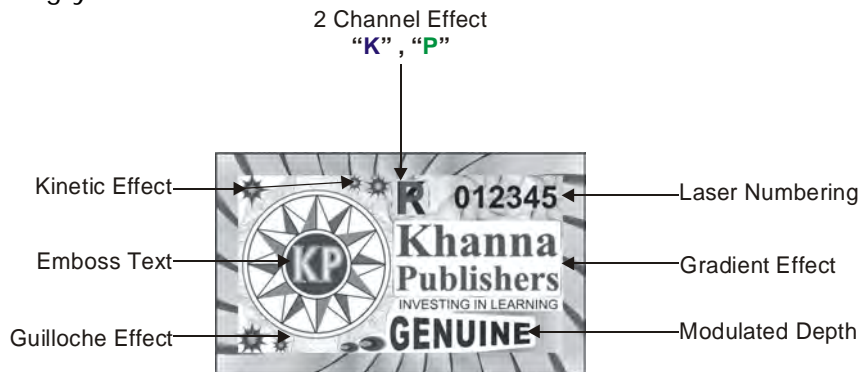 2 Channel Effect
“K” , “P”
Kinetic Effect
Laser Numbering
Emboss Text
Gradient Effect
Guilloche Effect
Modulated Depth
K 012345
KP
Khanna
Publishers
INVESTING IN LEARNING
GENUINE